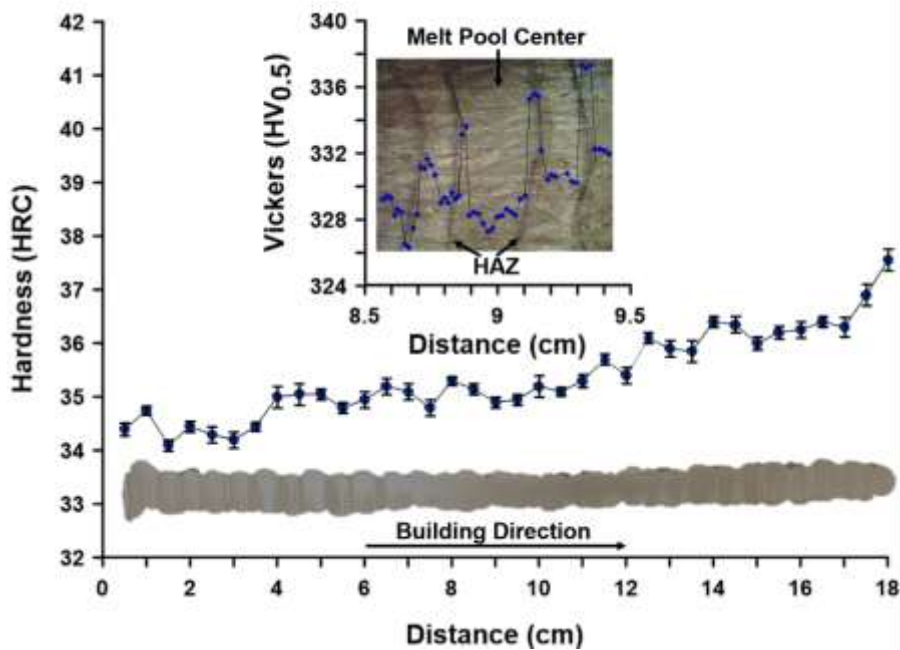 42
41
40
39
38
37
36
35
34
33
32
Hardness (HRC)
340
336
332
328
324
Vickers (HV0.5)
Melt Pool Center
HAZ
8.5 9 9.5
Distance (cm)
Building Direction
0 2 4 6 8 10 12 14 16 18
Distance (cm)